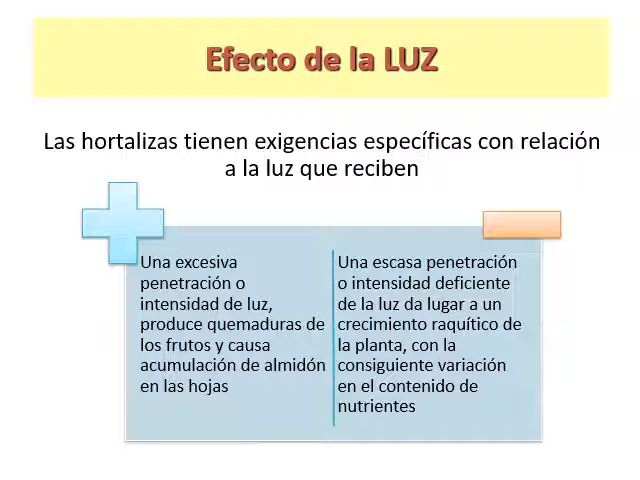 Efecto de la LUZ
Las hortalizas tienen exigencias específicas con relación
a la luz que reciben
Una excesiva
penetración o
intensidad de luz,
produce quemaduras de
los frutos y causa
acumulación de almidón
en las hojas
Una escasa penetración
o intensidad deficiente
de la luz da lugar a un
crecimiento raquítico de
la planta, con la
consiguiente variación
en el contenido de
nutrientes